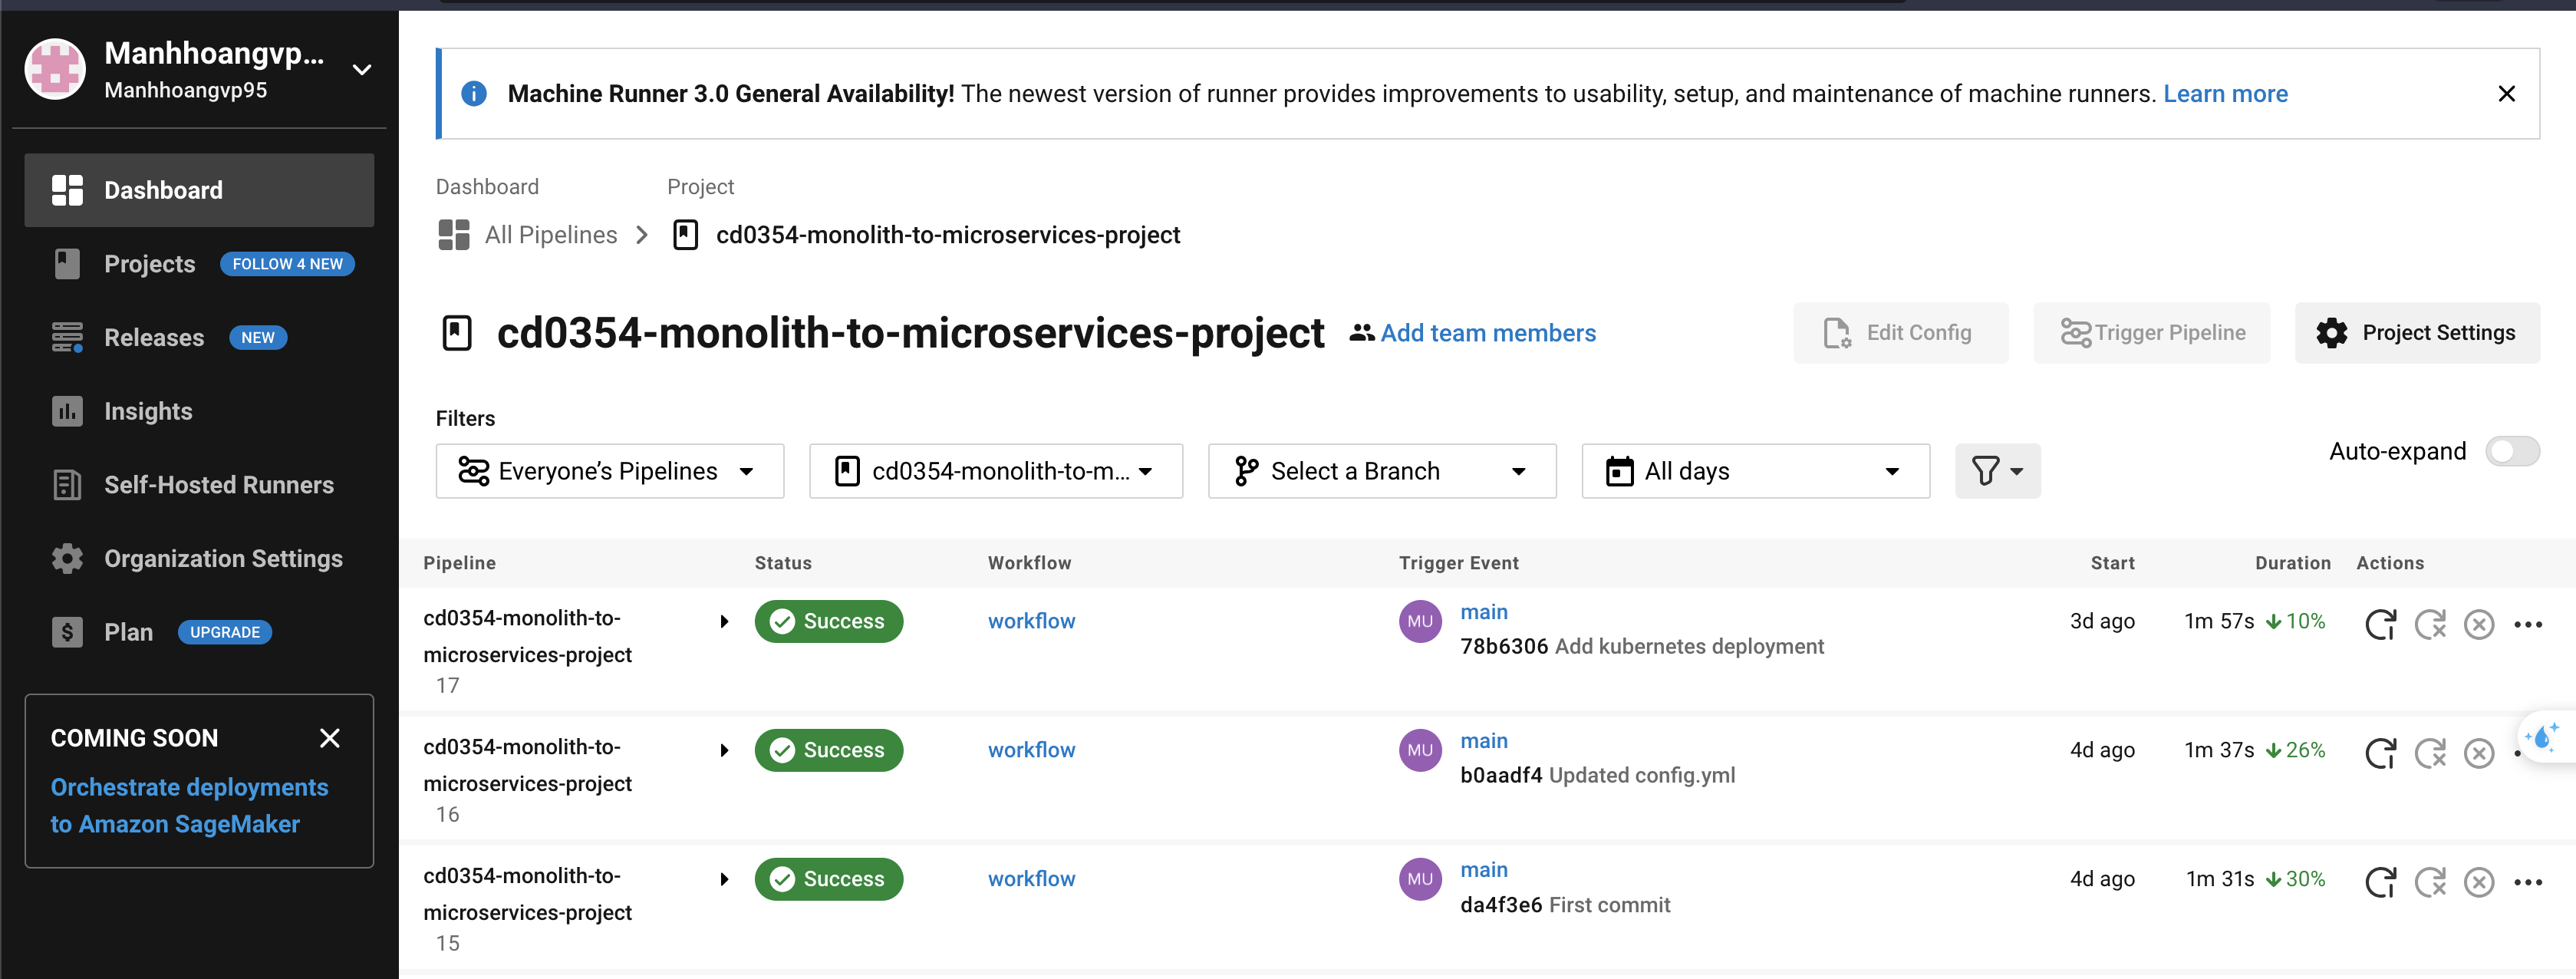 Manhhoangvp...
Manhhoangvp95
Dashboard
Projects FOLLOW 4 NEW
Releases NEW
Insights
Self-Hosted Runners
Organization Settings
Plan UPGRADE
COMING SOON
Orchestrate deployments
to Amazon SageMaker
Machine Runner 3.0 General Availability! The newest version of runner provides improvements to usability, setup, and maintenance of machine runners. Learn more
Dashboard Project
All Pipelines cd0354-monolith-to-microservices-project
cd0354-monolith-to-microservices-project Add team members Edit Config Trigger Pipeline Project Settings
Filters
Everyone’s Pipelines cd0354-monolith-to-m... Select a Branch All days Auto-expand
Pipeline Status Workflow Trigger Event Start Duration Actions
cd0354-monolith-to- Success workflow MU main 3d ago 1m 57s 10%
microservices-project 78b6306 Add kubernetes deployment
17
cd0354-monolith-to- Success workflow MU main 4d ago 1m 37s 26%
microservices-project b0aadf4 Updated config.yml
16
cd0354-monolith-to- Success workflow MU main 4d ago 1m 31s 30%
microservices-project da4f3e6 First commit
15